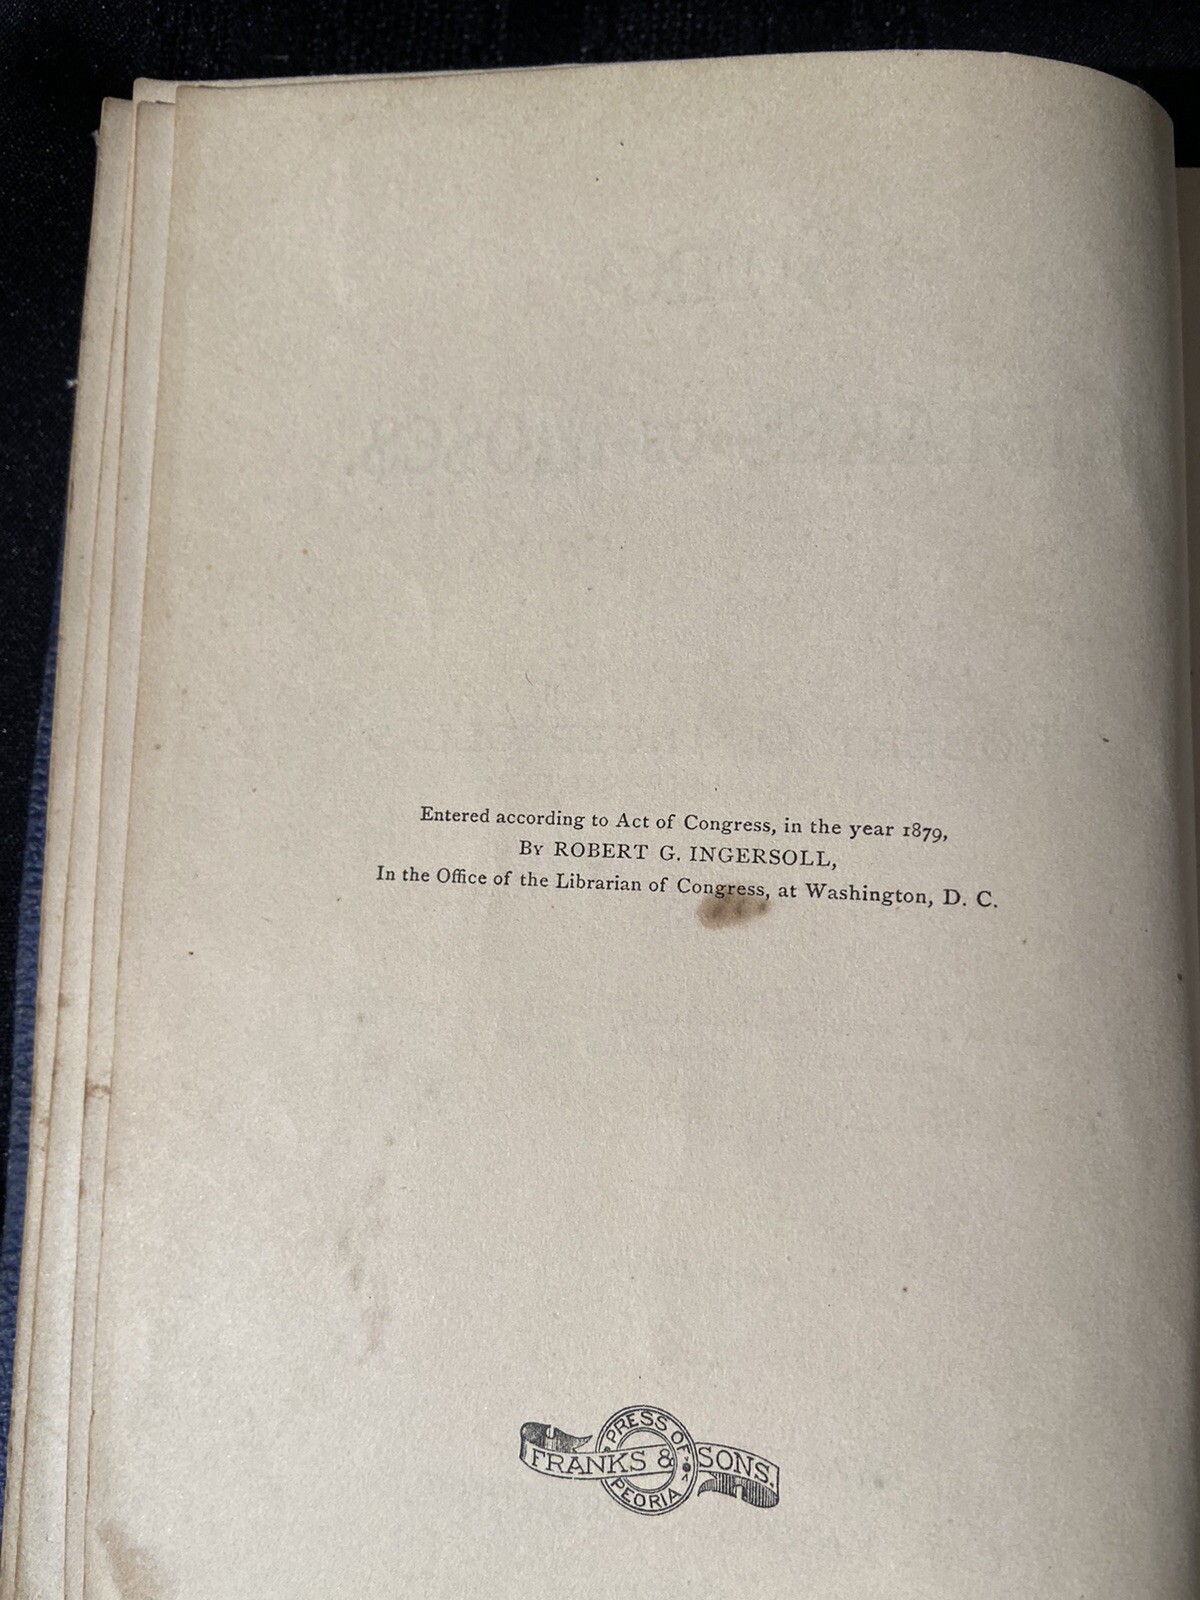 Entered according to Act of Congress, in the year 1879,
By ROBERT G. INGERSOLL,
In the Office of the Librarian of Congress, at Washington, D. C.
PRESS OF
FRANKS & SONS.
PEORIA